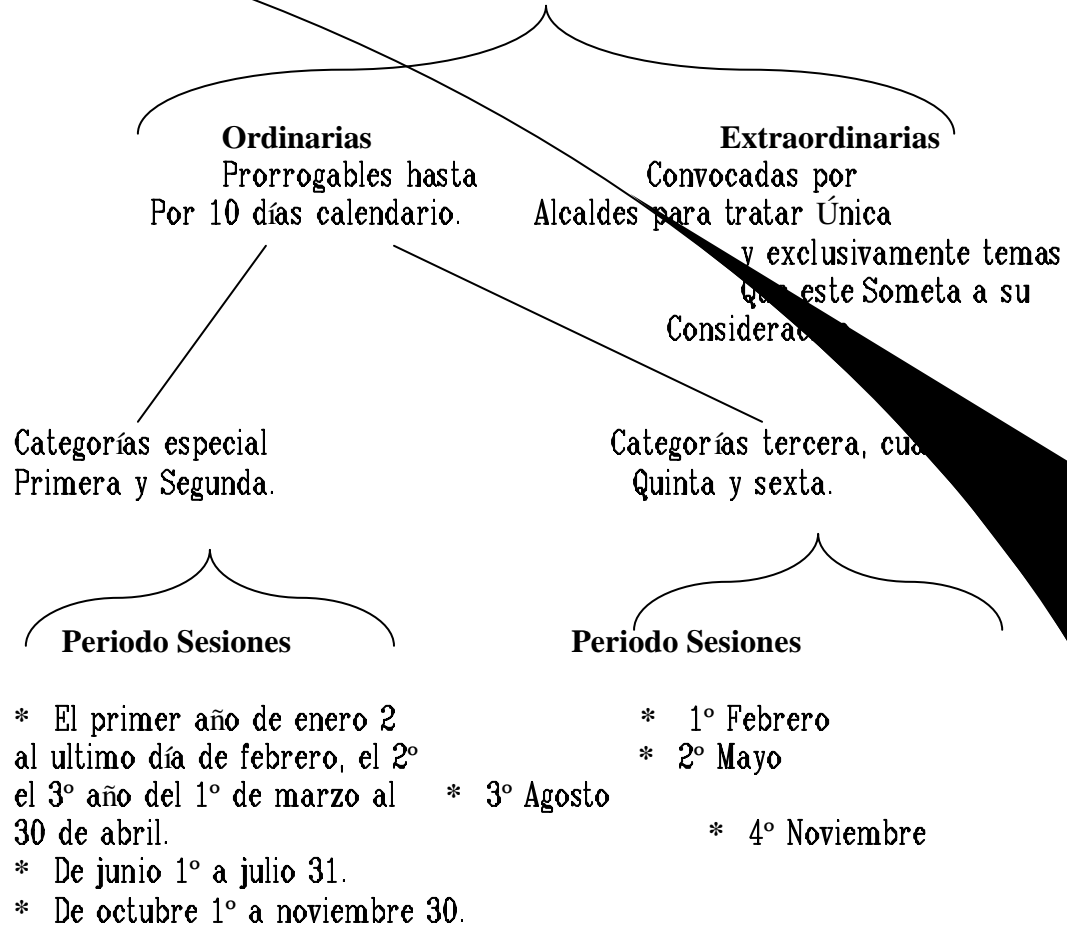 Ordinarias
Extraordinarias
Prorrogables hasta
Por 10 días calendario.
Convocadas por
Alcaldes para tratar Única
y exclusivamente temas
este Someta a su
Categorías especial
Primera y Segunda.
Categorías tercera,
Quinta y sexta.
Periodo Sesiones
* El primer año de enero 2
al ultimo día de febrero, el 2º
el 3º año del 1º de marzo al
30 de abril.
* De junio 1º a julio 31.
* De octubre 1º a noviembre 30.
Periodo Sesiones
* 1º Febrero
* 2º Mayo
* 3º Agosto
* 4º Noviembre